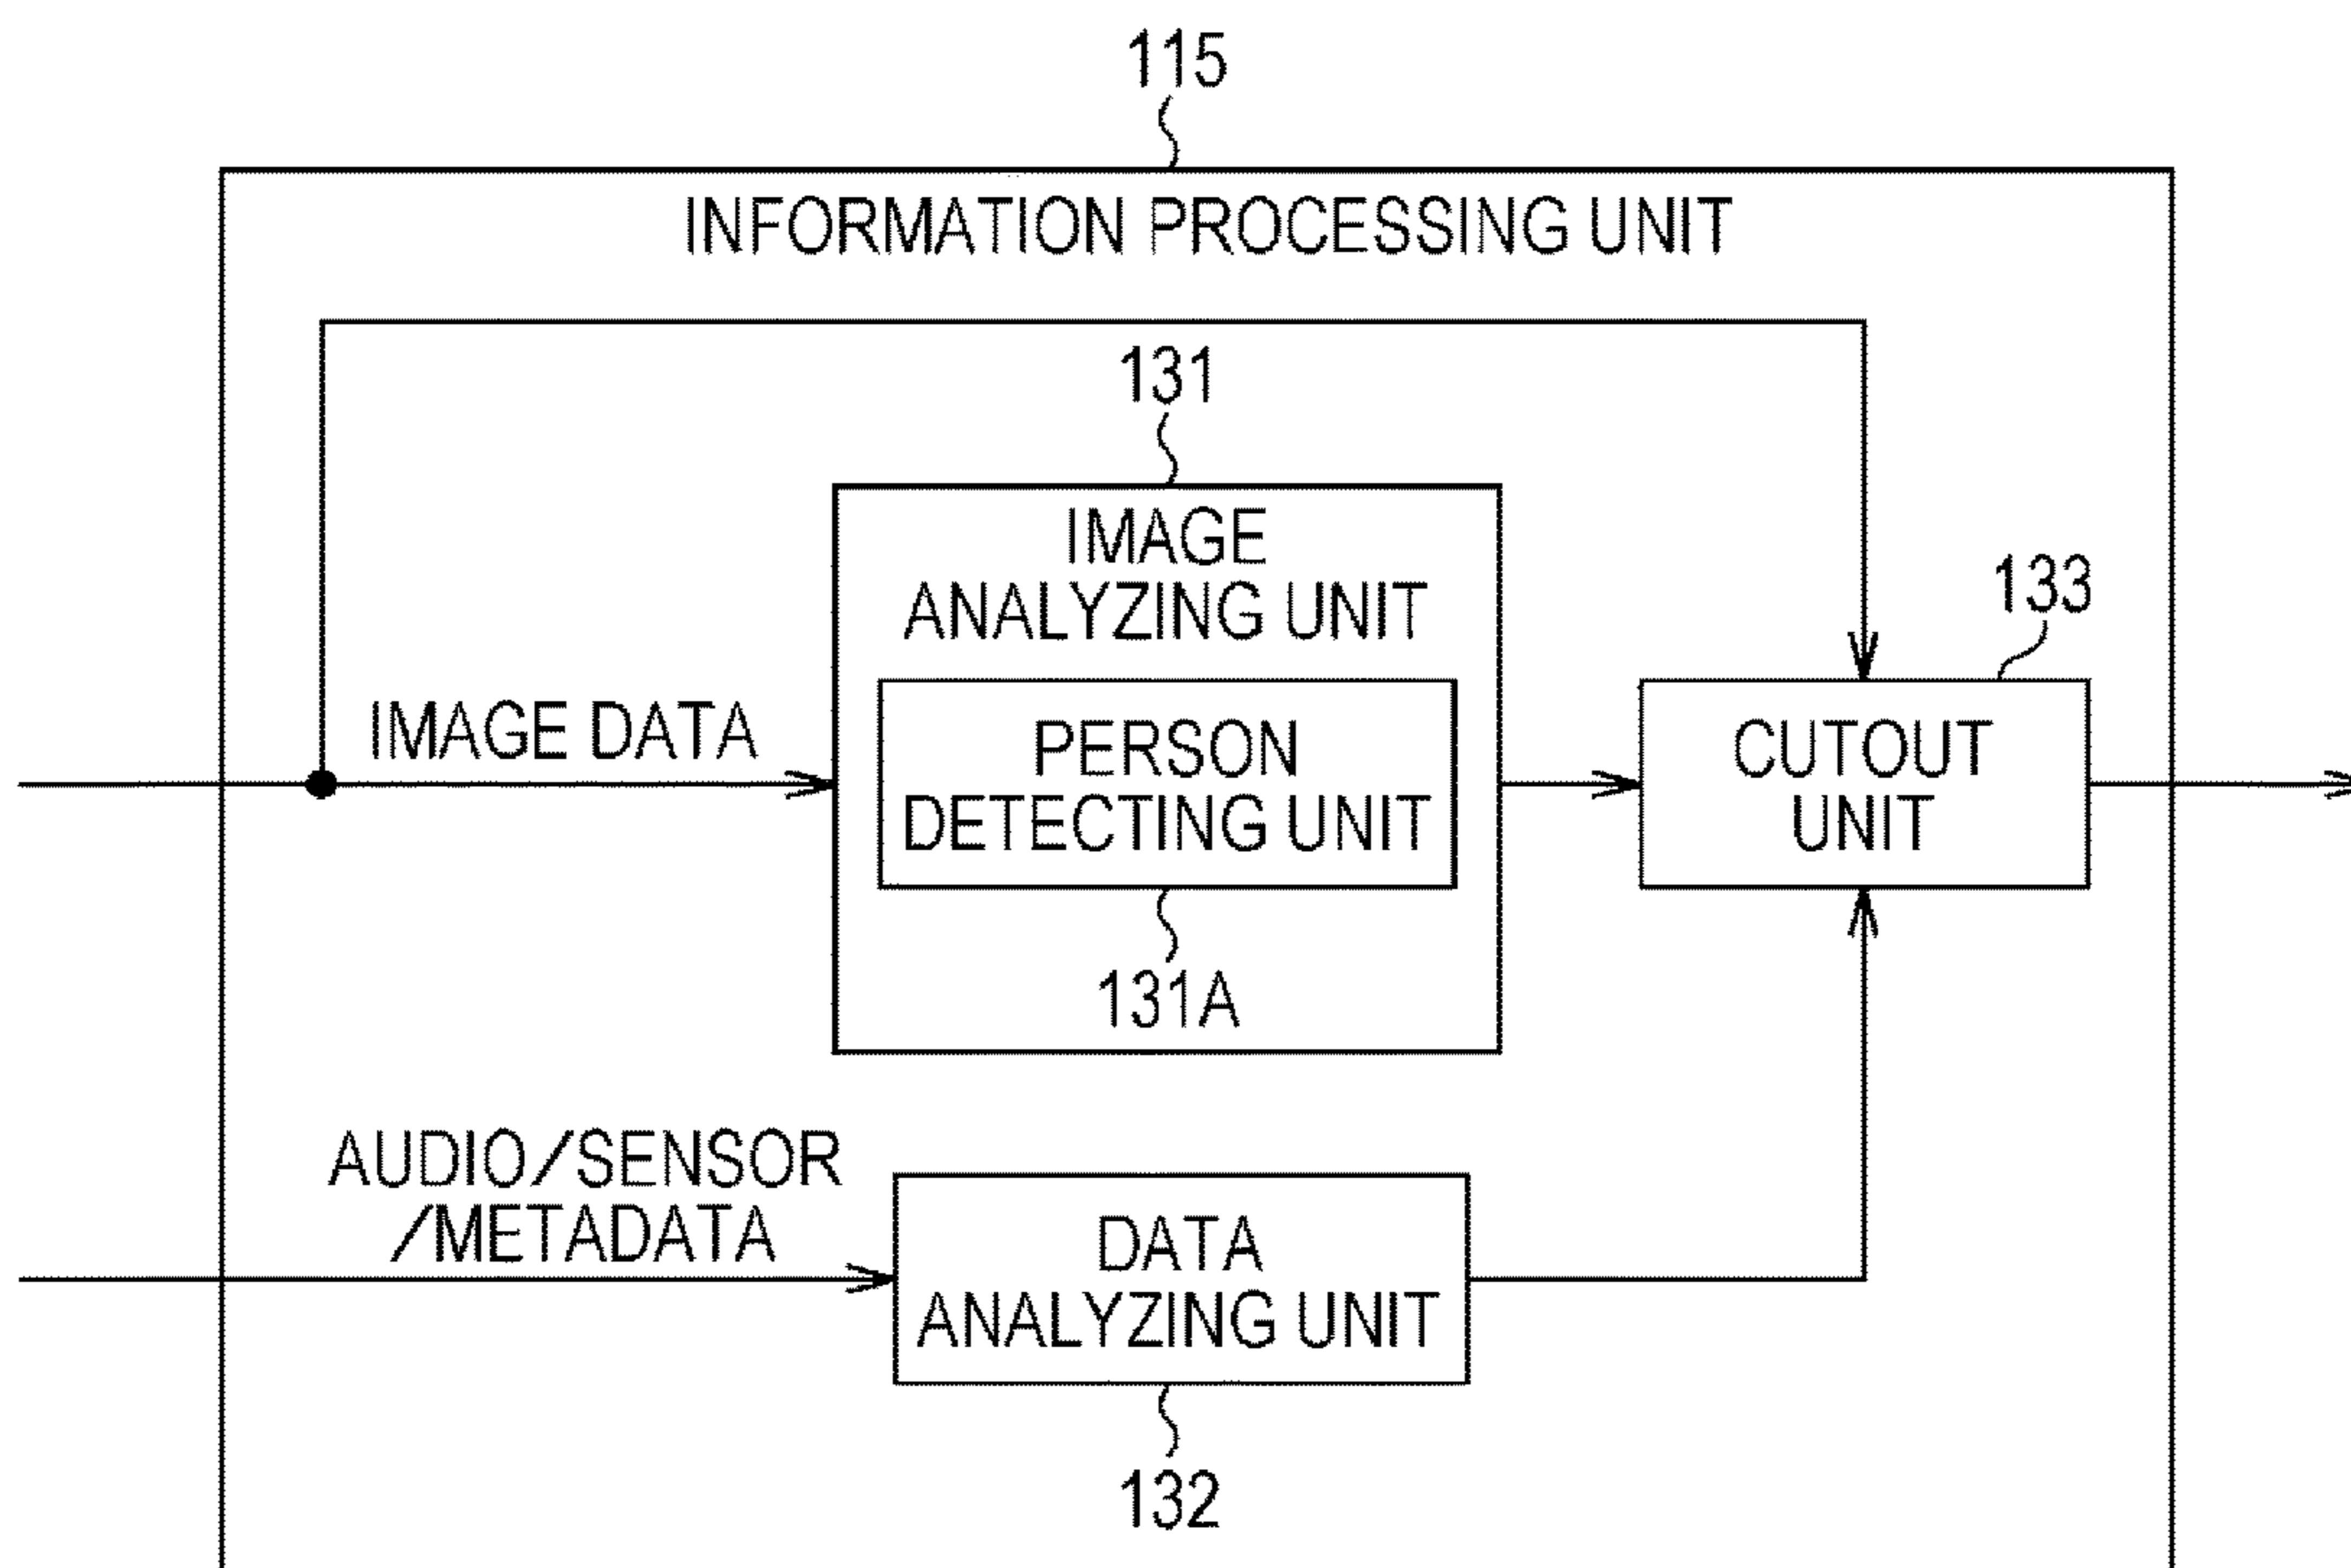 115
INFORMATION PROCESSING UNIT
131
IMAGE
ANALYZING UNIT
133
IMAGE DATA
PERSON
DETECTING UNIT
CUTOUT
UNIT
131A
AUDIO/SENSOR
/METADATA
DATA
ANALYZING UNIT
132